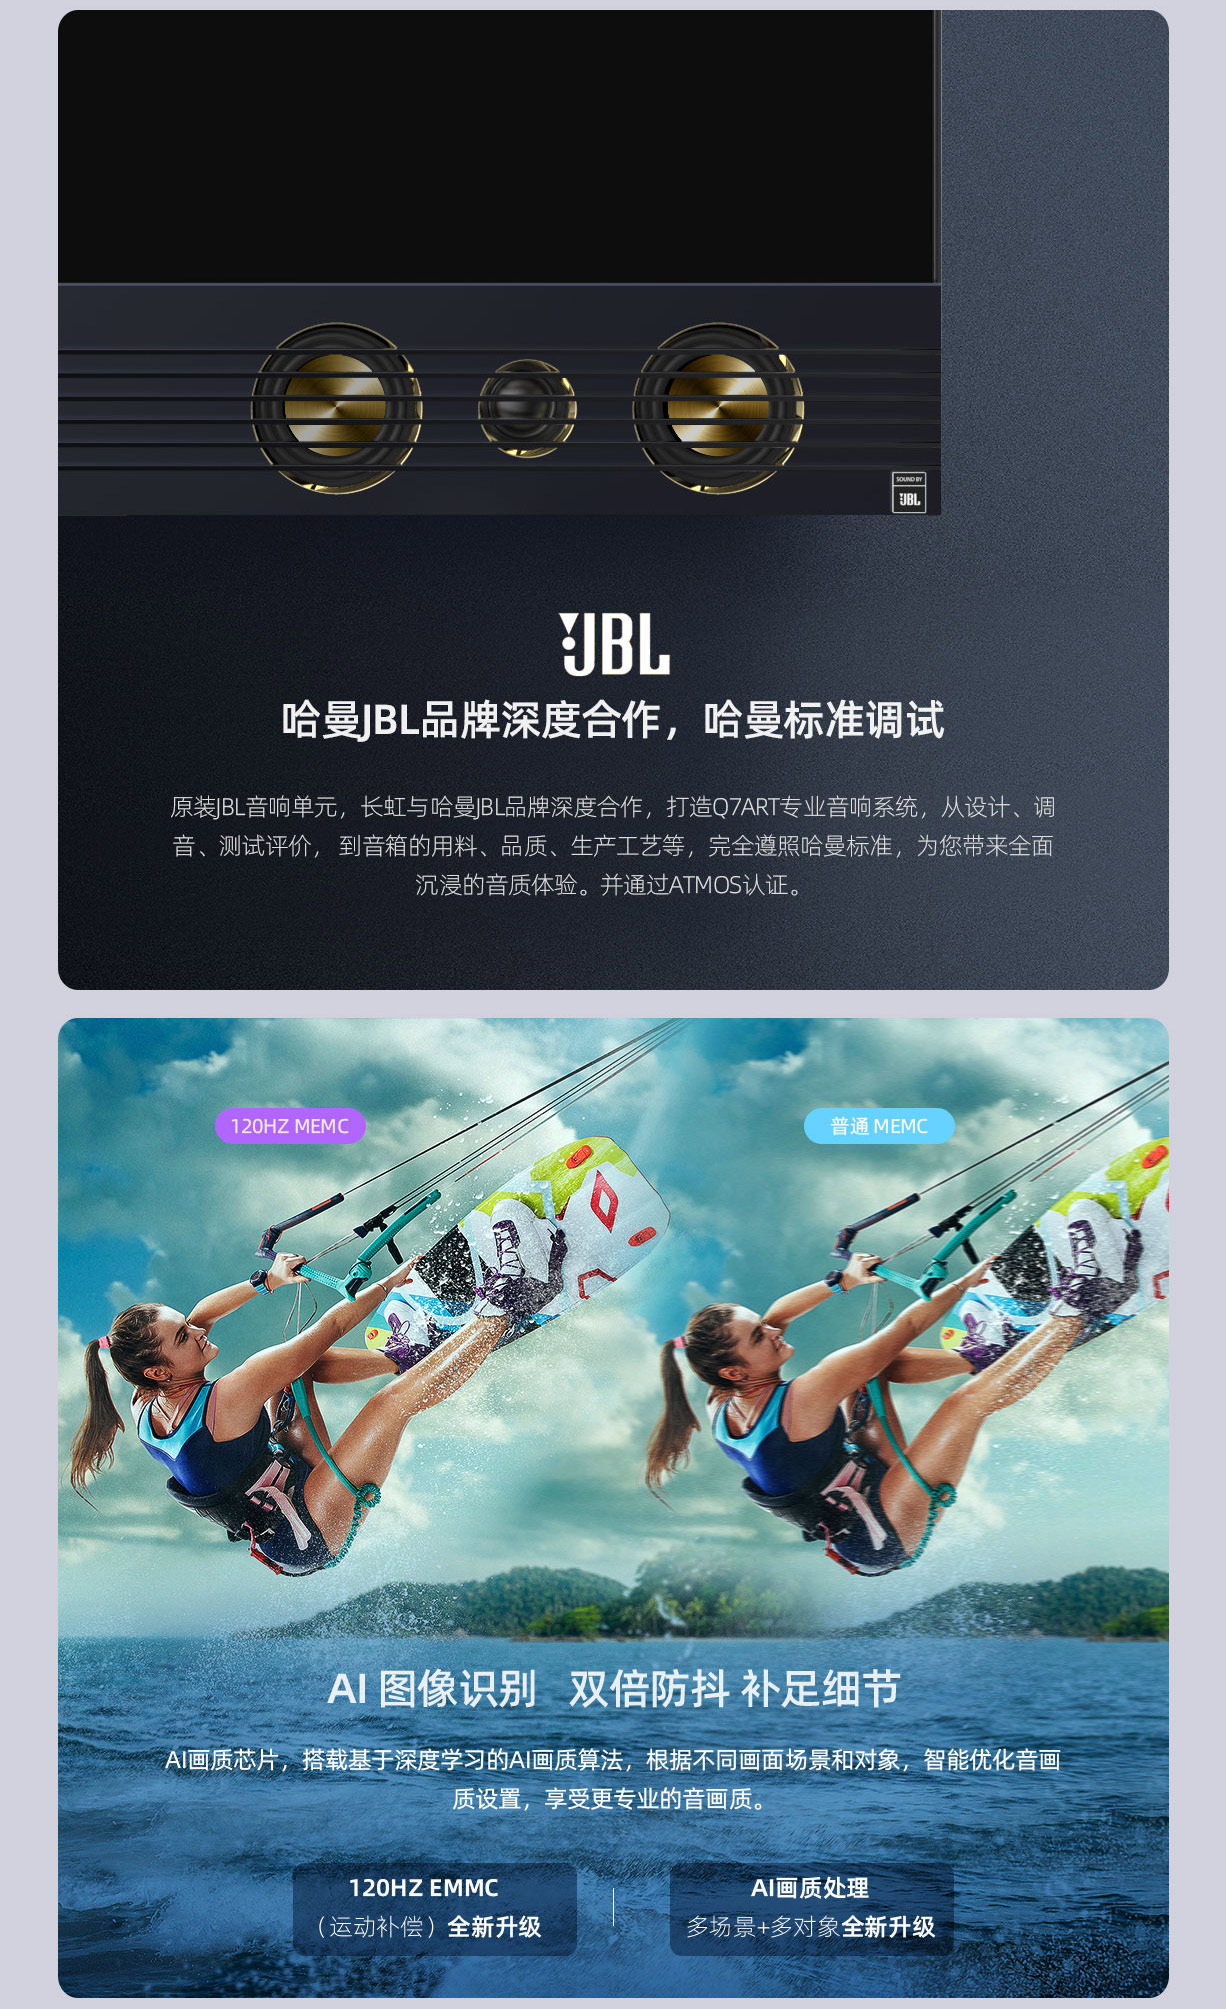 SOUND BY
JBL
JBL
哈曼JBL品牌深度合作，哈曼标准调试
原装JBL音响单元，长虹与哈曼JBL品牌深度合作，打造Q7ART专业音响系统，从设计、调
音、测试评价， 到音箱的用料、品质、生产工艺等，完全遵照哈曼标准，为您带来全面
沉浸的音质体验。并通过ATMOS认证。
120HZ MEMC
普通 MEMC
AI 图像识别 双倍防抖 补足细节
AI画质芯片，搭载基于深度学习的AI画质算法，根据不同画面场景和对象，智能优化音画
质设置，享受更专业的音画质。
120HZ EMMC
（运动补偿）全新升级
AI画质处理
多场景+多对象全新升级